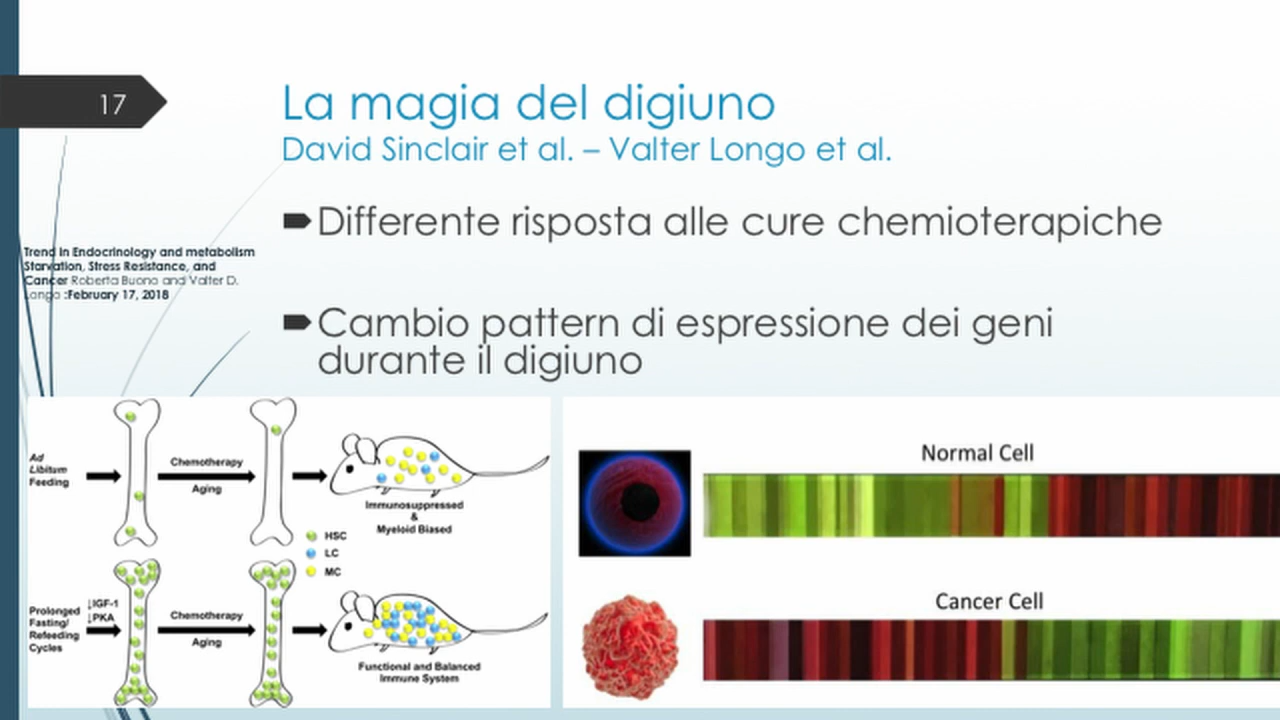 17
La magia del digiuno
David Sinclair et al. – Valter Longo et al.
Differente risposta alle cure chemioterapiche
Trend in Endocrinology and metabolism
Starvation, Stress Resistance, and
Cancer Roberta Buono and Valter D.
Longo :February 17, 2018
Cambio pattern di espressione dei geni
durante il digiuno
Ad
Libitum
Feeding
Chemotherapy
Aging
Immunosuppressed
&
Myeloid Biased
HSC
LC
MC
Prolonged
Fasting/
Refeeding
Cycles
↓IGF-1
↓PKA
Chemotherapy
Aging
Functional and Balanced
Immune System
Normal Cell
Cancer Cell